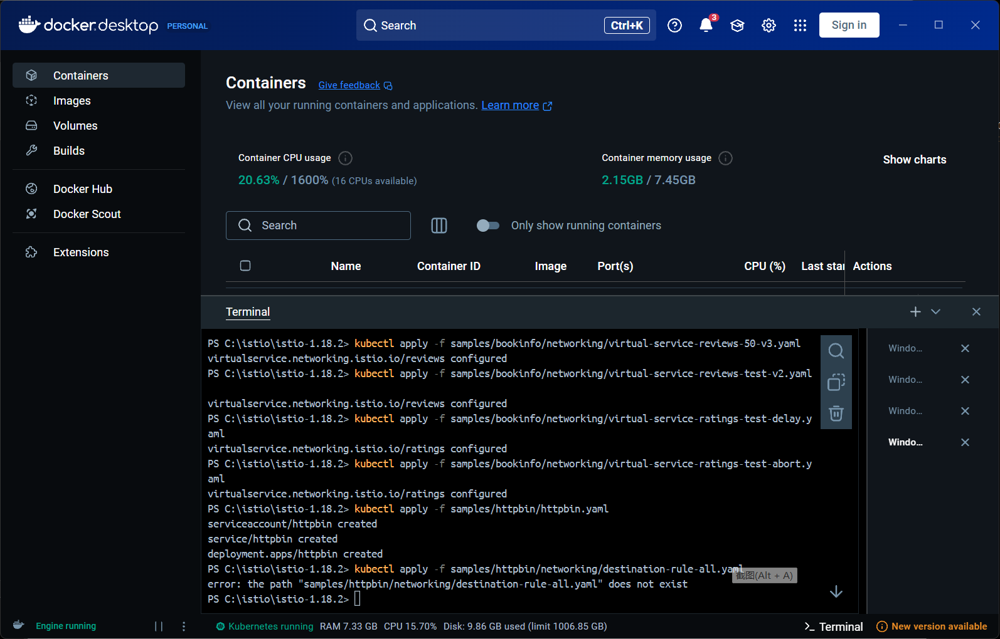 docker desktop PERSONAL
Search Ctrl+K
3
Sign in
Containers
Images
Volumes
Builds
Docker Hub
Docker Scout
Extensions
Containers Give feedback
View all your running containers and applications. Learn more
Container CPU usage
20.63% / 1600% (16 CPUs available)
Container memory usage
2.15GB / 7.45GB
Show charts
Search
Only show running containers
Name Container ID Image Port(s) CPU (%) Last star Actions
Terminal
PS C:\istio\istio-1.18.2> kubectl apply -f samples/bookinfo/networking/virtual-service-reviews-50-v3.yaml
virtualservice.networking.istio.io/reviews configured
PS C:\istio\istio-1.18.2> kubectl apply -f samples/bookinfo/networking/virtual-service-reviews-test-v2.yaml
virtualservice.networking.istio.io/reviews configured
PS C:\istio\istio-1.18.2> kubectl apply -f samples/bookinfo/networking/virtual-service-ratings-test-delay.y
aml
virtualservice.networking.istio.io/ratings configured
PS C:\istio\istio-1.18.2> kubectl apply -f samples/bookinfo/networking/virtual-service-ratings-test-abort.y
aml
virtualservice.networking.istio.io/ratings configured
PS C:\istio\istio-1.18.2> kubectl apply -f samples/httpbin/httpbin.yaml
serviceaccount/httpbin created
service/httpbin created
deployment.apps/httpbin created
PS C:\istio\istio-1.18.2> kubectl apply -f samples/httpbin/networking/destination-rule-all.yaml
截图(Alt + A)
error: the path "samples/httpbin/networking/destination-rule-all.yaml" does not exist
PS C:\istio\istio-1.18.2>
Windo...
Windo...
Windo...
Windo...
Engine running
Kubernetes running RAM 7.33 GB CPU 15.70% Disk: 9.86 GB used (limit 1006.85 GB)
Terminal
New version available